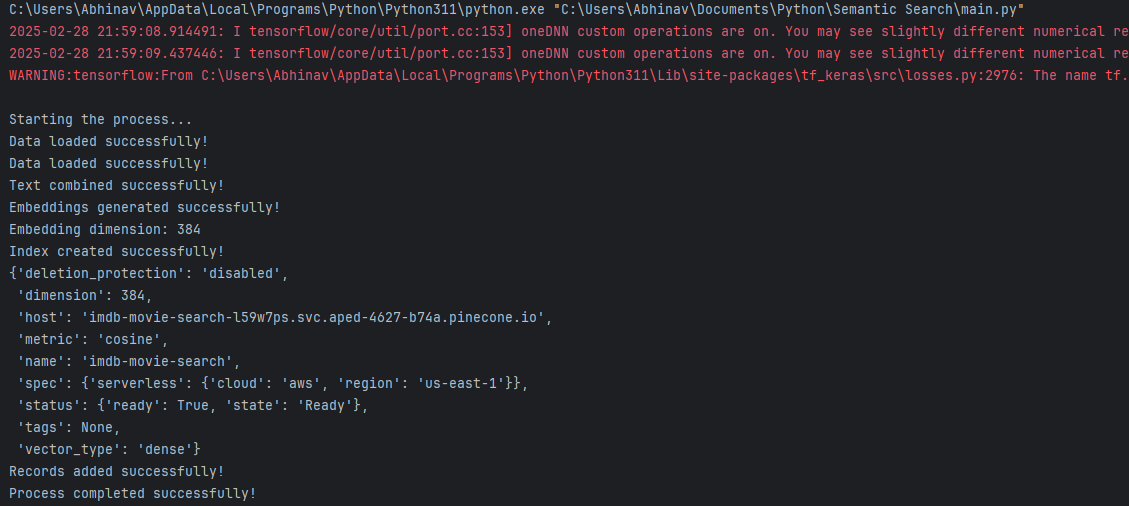 C:\Users\Abhinav\AppData\Local\Programs\Python\Python311\python.exe "C:\Users\Abhinav\Documents\Python\Semantic Search\main.py"
2025-02-28 21:59:08.914491: I tensorflow/core/util/port.cc:153] oneDNN custom operations are on. You may see slightly different numerical re
2025-02-28 21:59:09.437446: I tensorflow/core/util/port.cc:153] oneDNN custom operations are on. You may see slightly different numerical re
WARNING:tensorflow:From C:\Users\Abhinav\AppData\Local\Programs\Python\Python311\Lib\site-packages\tf_keras\src\losses.py:2976: The name tf.
Starting the process...
Data loaded successfully!
Data loaded successfully!
Text combined successfully!
Embeddings generated successfully!
Embedding dimension: 384
Index created successfully!
{'deletion_protection': 'disabled',
 'dimension': 384,
 'host': 'imdb-movie-search-l59w7ps.svc.aped-4627-b74a.pinecone.io',
 'metric': 'cosine',
 'name': 'imdb-movie-search',
 'spec': {'serverless': {'cloud': 'aws', 'region': 'us-east-1'}},
 'status': {'ready': True, 'state': 'Ready'},
 'tags': None,
 'vector_type': 'dense'}
Records added successfully!
Process completed successfully!